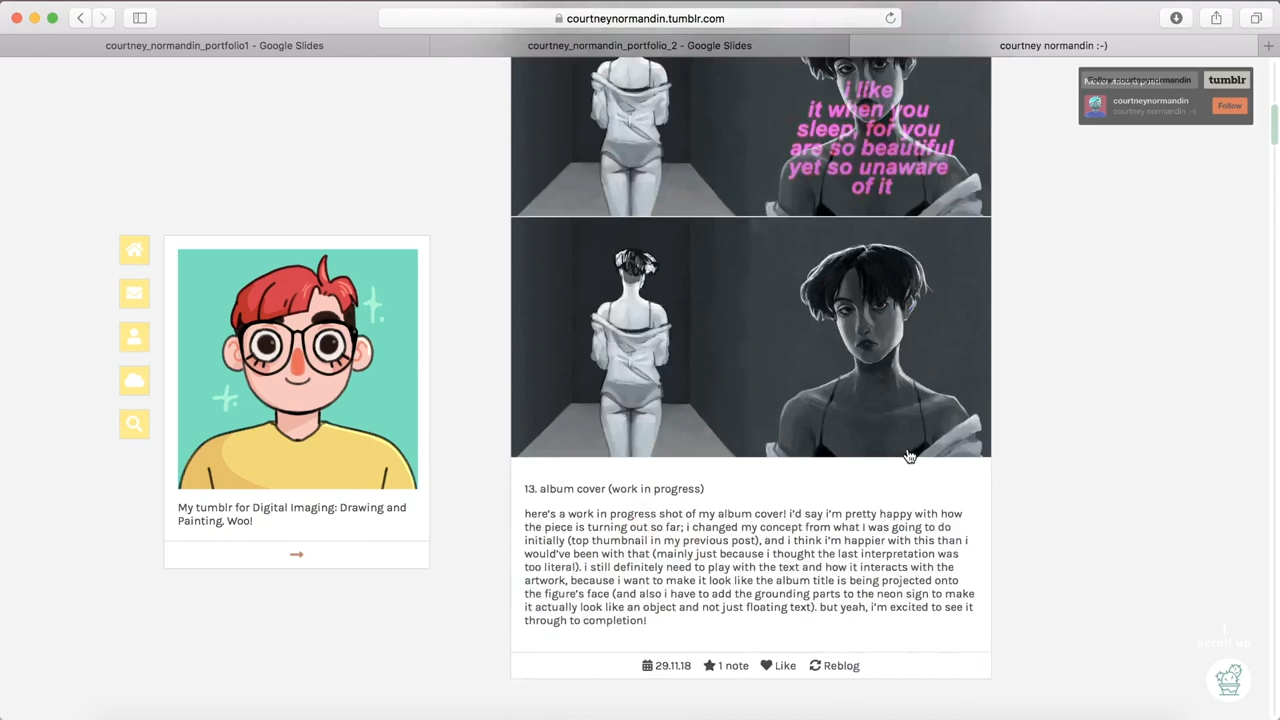 courtneynormandin.tumblr.com
courtney_normandin_portfolio1 - Google Slides
courtney_normandin_portfolio_2 - Google Slides
courtney normandin :-)
Follow courtneynormandin
tumblr
courtneynormandin
courtney normandin :-)
Follow
i like
it when you
sleep, for you
are so beautiful
yet so unaware
of it
My tumblr for Digital Imaging: Drawing and
Painting. Woo!
13. album cover (work in progress)
here's a work in progress shot of my album cover! i'd say i'm pretty happy with how
the piece is turning out so far; i changed my concept from what I was going to do
initially (top thumbnail in my previous post), and i think i'm happier with this than i
would've been with that (mainly just because i thought the last interpretation was
too literal). i still definitely need to play with the text and how it interacts with the
artwork, because i want to make it look like the album title is being projected onto
the figure's face (and also i have to add the grounding parts to the neon sign to make
it actually look like an object and not just floating text). but yeah, i'm excited to see it
through to completion!
29.11.18 1 note Like Reblog
scroll up